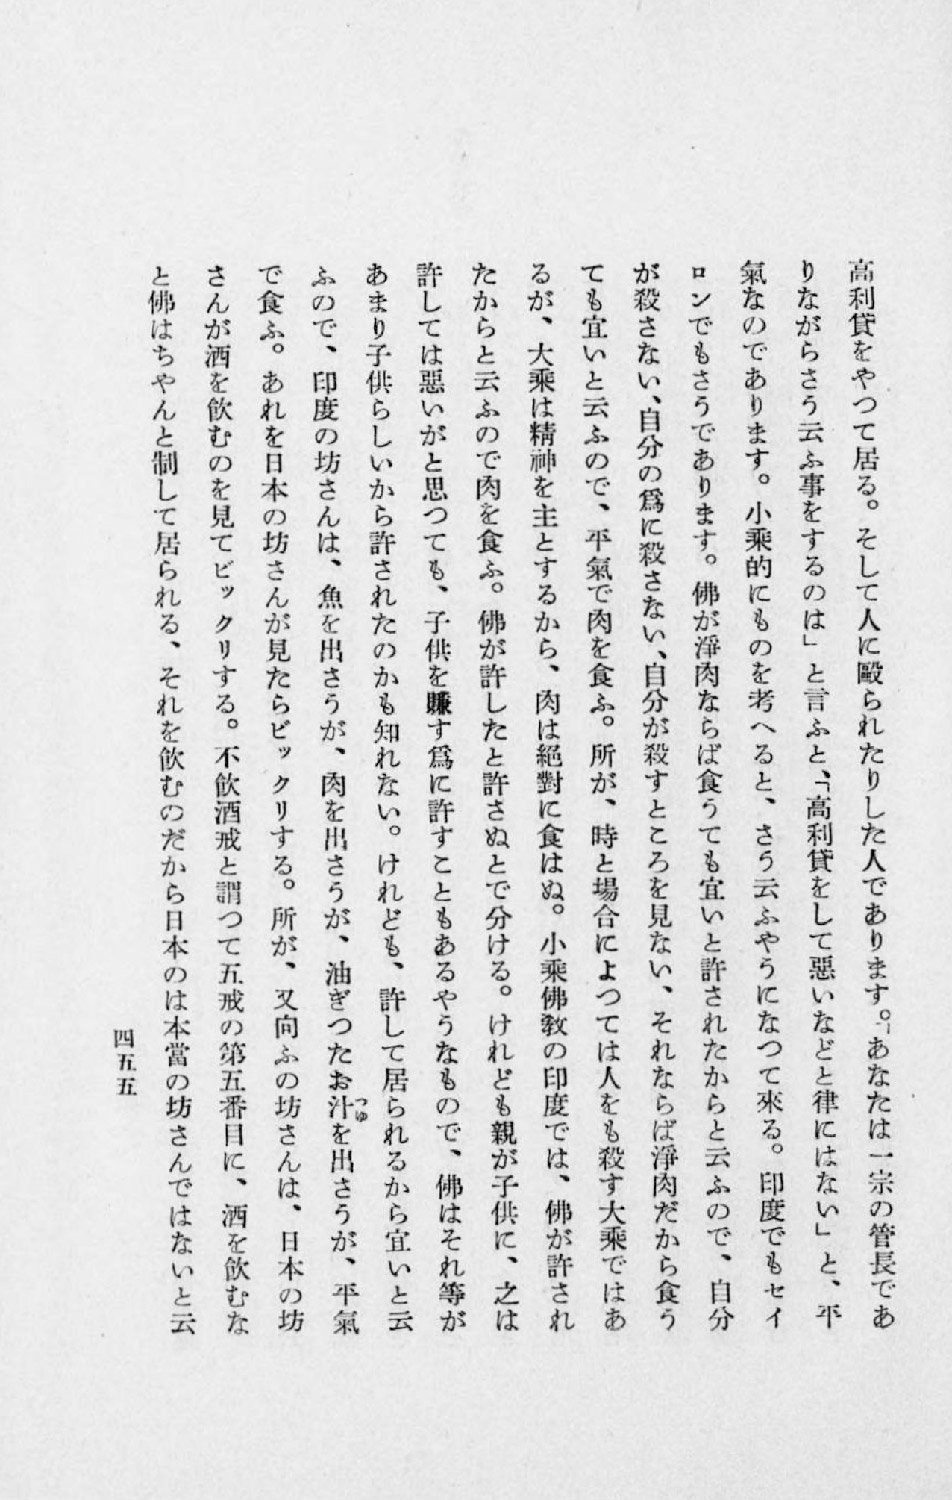 高利貸をやつて居る。そして人に毆られたりした人であります。「あなたは一宗の管長であ
りながらさう云ふ事をするのは」と言ふと、「高利貸をして惡いなどと律にはない」と、平
氣なのであります。小乘的にものを考へると、さう云ふやうになつて來る。印度でもセイ
ロンでもさうであります。佛が淨肉ならば食うても宜いと許されたからと云ふので、自分
が殺さない、自分の爲に殺さない、自分が殺すところを見ない、それならば淨肉だから食う
ても宜いと云ふので、平氣で肉を食ふ。所が、時と場合によつては人をも殺す大乘ではあ
るが、大乘は精神を主とするから、肉は絕對に食はぬ。小乘佛敎の印度では、佛が許され
たからと云ふので肉を食ふ。佛が許したと許さぬとで分ける。けれども親が子供に、之は
許しては惡いがと思つても、子供を賺す爲に許すこともあるやうなもので、佛はそれ等が
あまり子供らしいから許されたのかも知れない。けれども、許して居られるから宜いと云
ふので、印度の坊さんは、魚を出さうが、肉を出さうが、油ぎつたお汁つゆを出さうが、平氣
で食ふ。あれを日本の坊さんが見たらビックリする。所が、又向ふの坊さんは、日本の坊
さんが酒を飮むのを見てビックリする。不飮酒戒と謂つて五戒の第五番目に、酒を飮むな
と佛はちやんと制して居られる、それを飮むのだから日本のは本當の坊さんではないと云
四五五